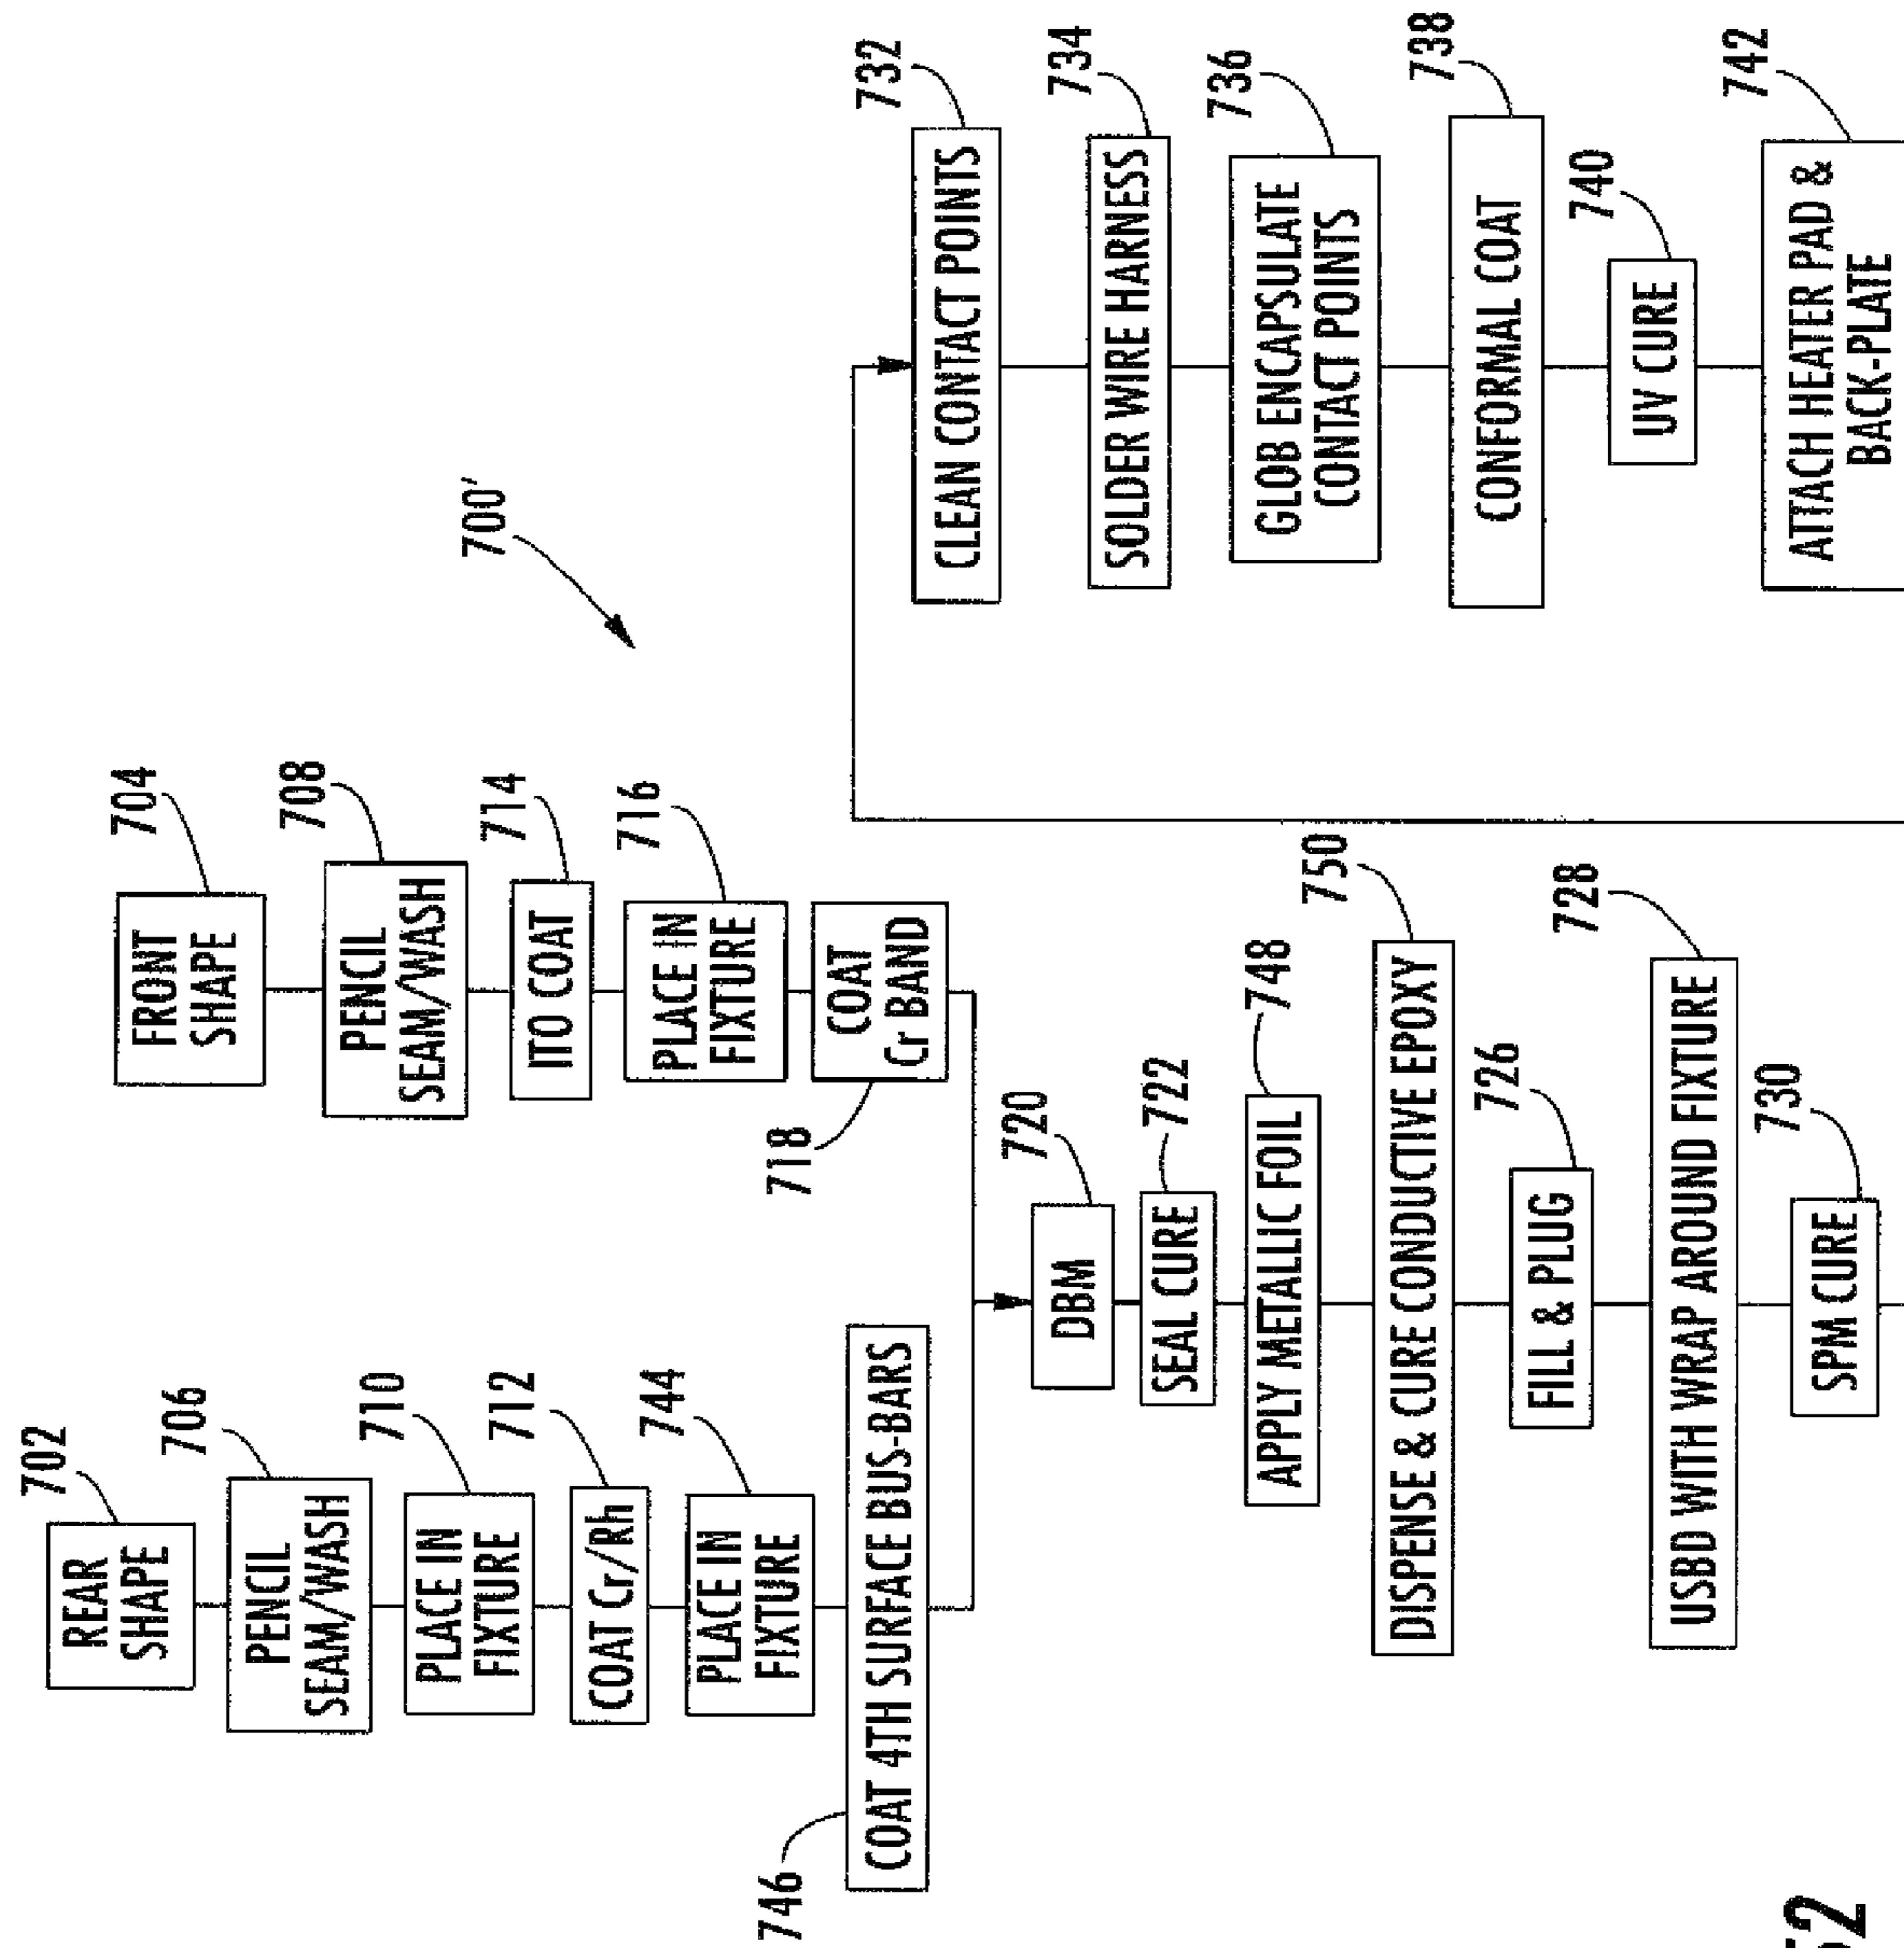 700'
702
REAR
SHAPE
706
PENCIL
SEAM/WASH
710
PLACE IN
FIXTURE
712
COAT Cr/Rh
744
PLACE IN
FIXTURE
746
COAT 4TH SURFACE BUS-BARS
704
FRONT
SHAPE
708
PENCIL
SEAM/WASH
714
ITO COAT
716
PLACE IN
FIXTURE
718
COAT
Cr BAND
720
DBM
722
SEAL CURE
748
APPLY METALLIC FOIL
750
DISPENSE & CURE CONDUCTIVE EPOXY
726
FILL & PLUG
728
USBD WITH WRAP AROUND FIXTURE
730
SPM CURE
732
CLEAN CONTACT POINTS
734
SOLDER WIRE HARNESS
736
GLOB ENCAPSULATE
CONTACT POINTS
738
CONFORMAL COAT
740
UV CURE
742
ATTACH HEATER PAD &
BACK-PLATE